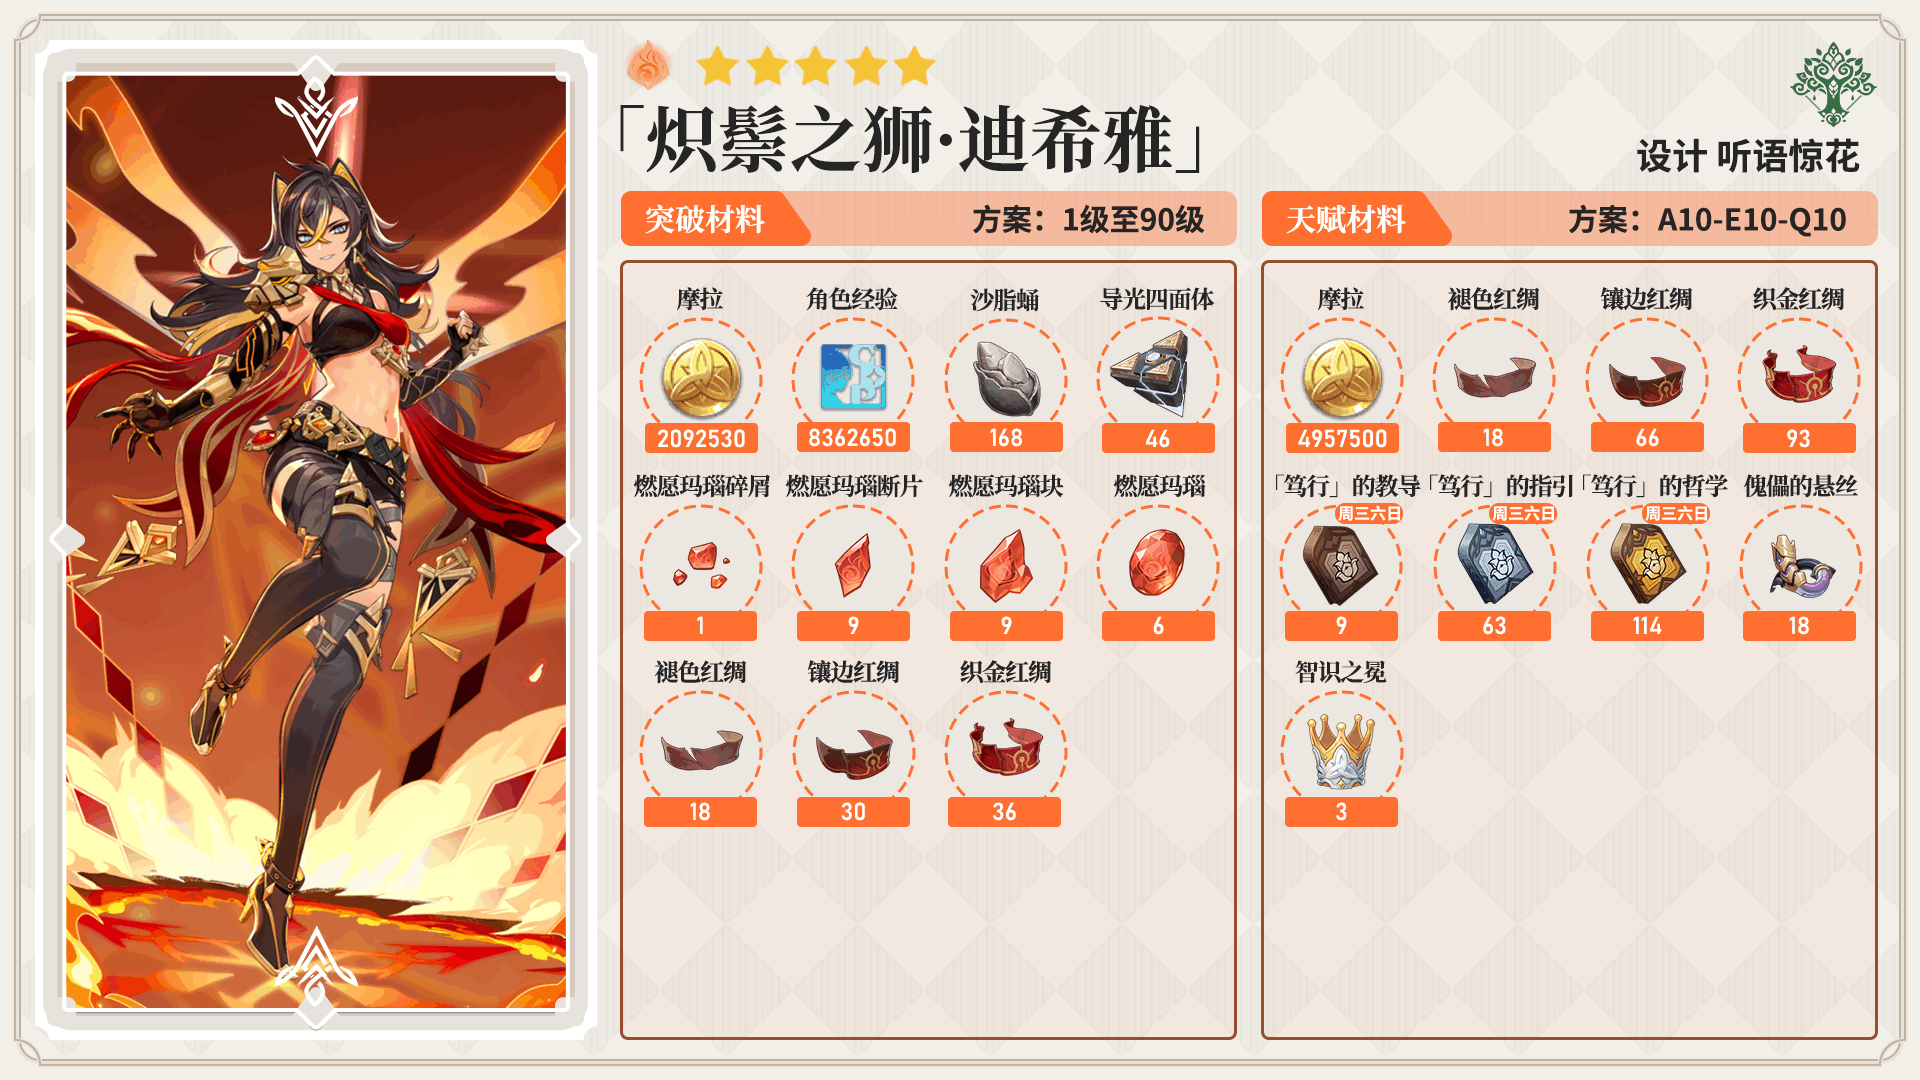 「炽鬃之狮·迪希雅」
设计 听语惊花
突破材料 方案：1级至90级
摩拉 角色经验 沙脂蛹 导光四面体
2092530 8362650 168 46
燃愿玛瑙碎屑 燃愿玛瑙断片 燃愿玛瑙块 燃愿玛瑙
1 9 9 6
褪色红绸 镶边红绸 织金红绸
18 30 36
天赋材料 方案：A10-E10-Q10
摩拉 褪色红绸 镶边红绸 织金红绸
4957500 18 66 93
「笃行」的教导 「笃行」的指引 「笃行」的哲学 傀儡的悬丝
周三六日 周三六日 周三六日
9 63 114 18
智识之冕
3